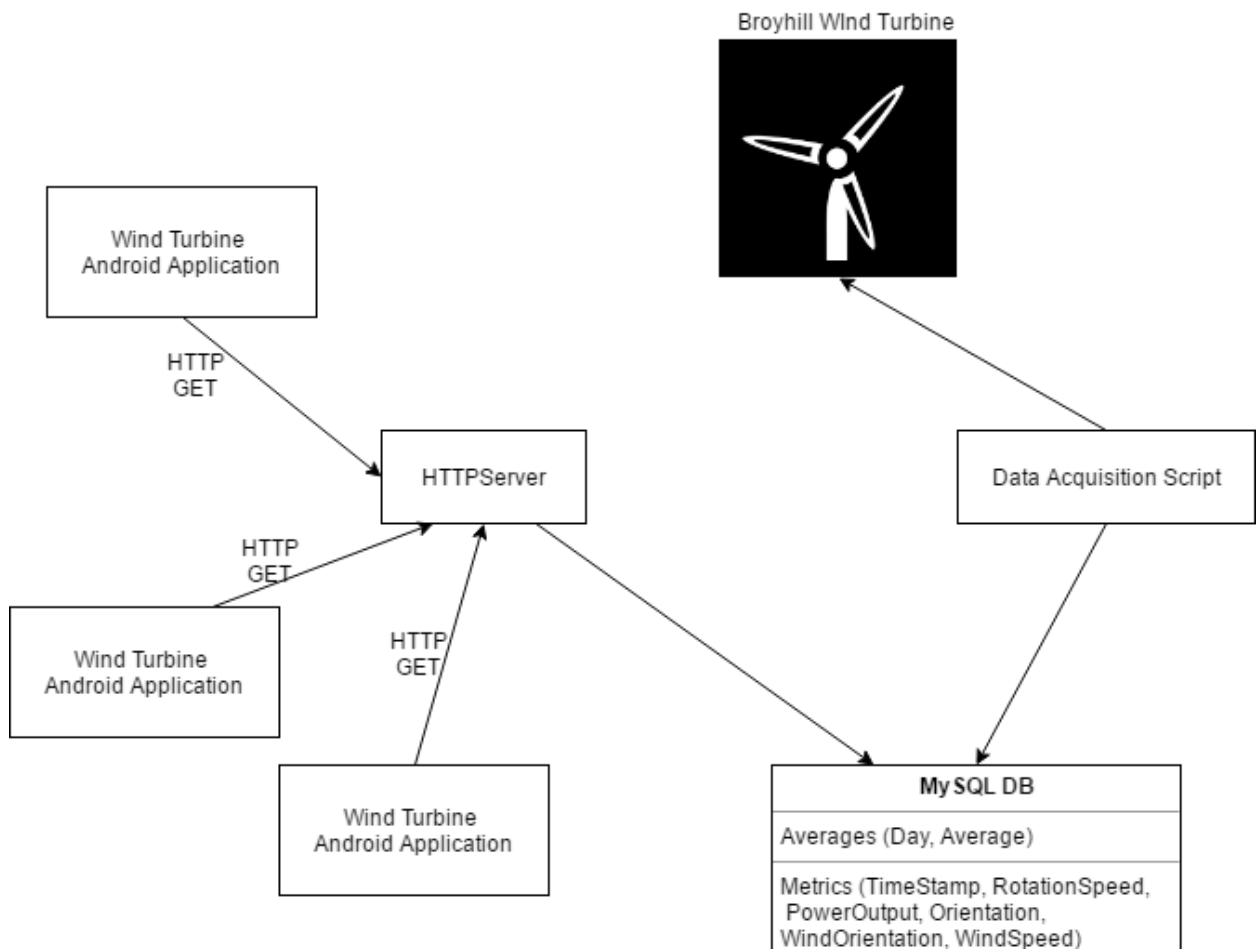 Broyhill WInd Turbine
Wind Turbine
Android Application
HTTP
GET
HTTPServer
Data Acquisition Script
HTTP
GET
Wind Turbine
Android Application
HTTP
GET
Wind Turbine
Android Application
MySQL DB
Averages (Day, Average)
Metrics (TimeStamp, RotationSpeed,
PowerOutput, Orientation,
WindOrientation, WindSpeed)